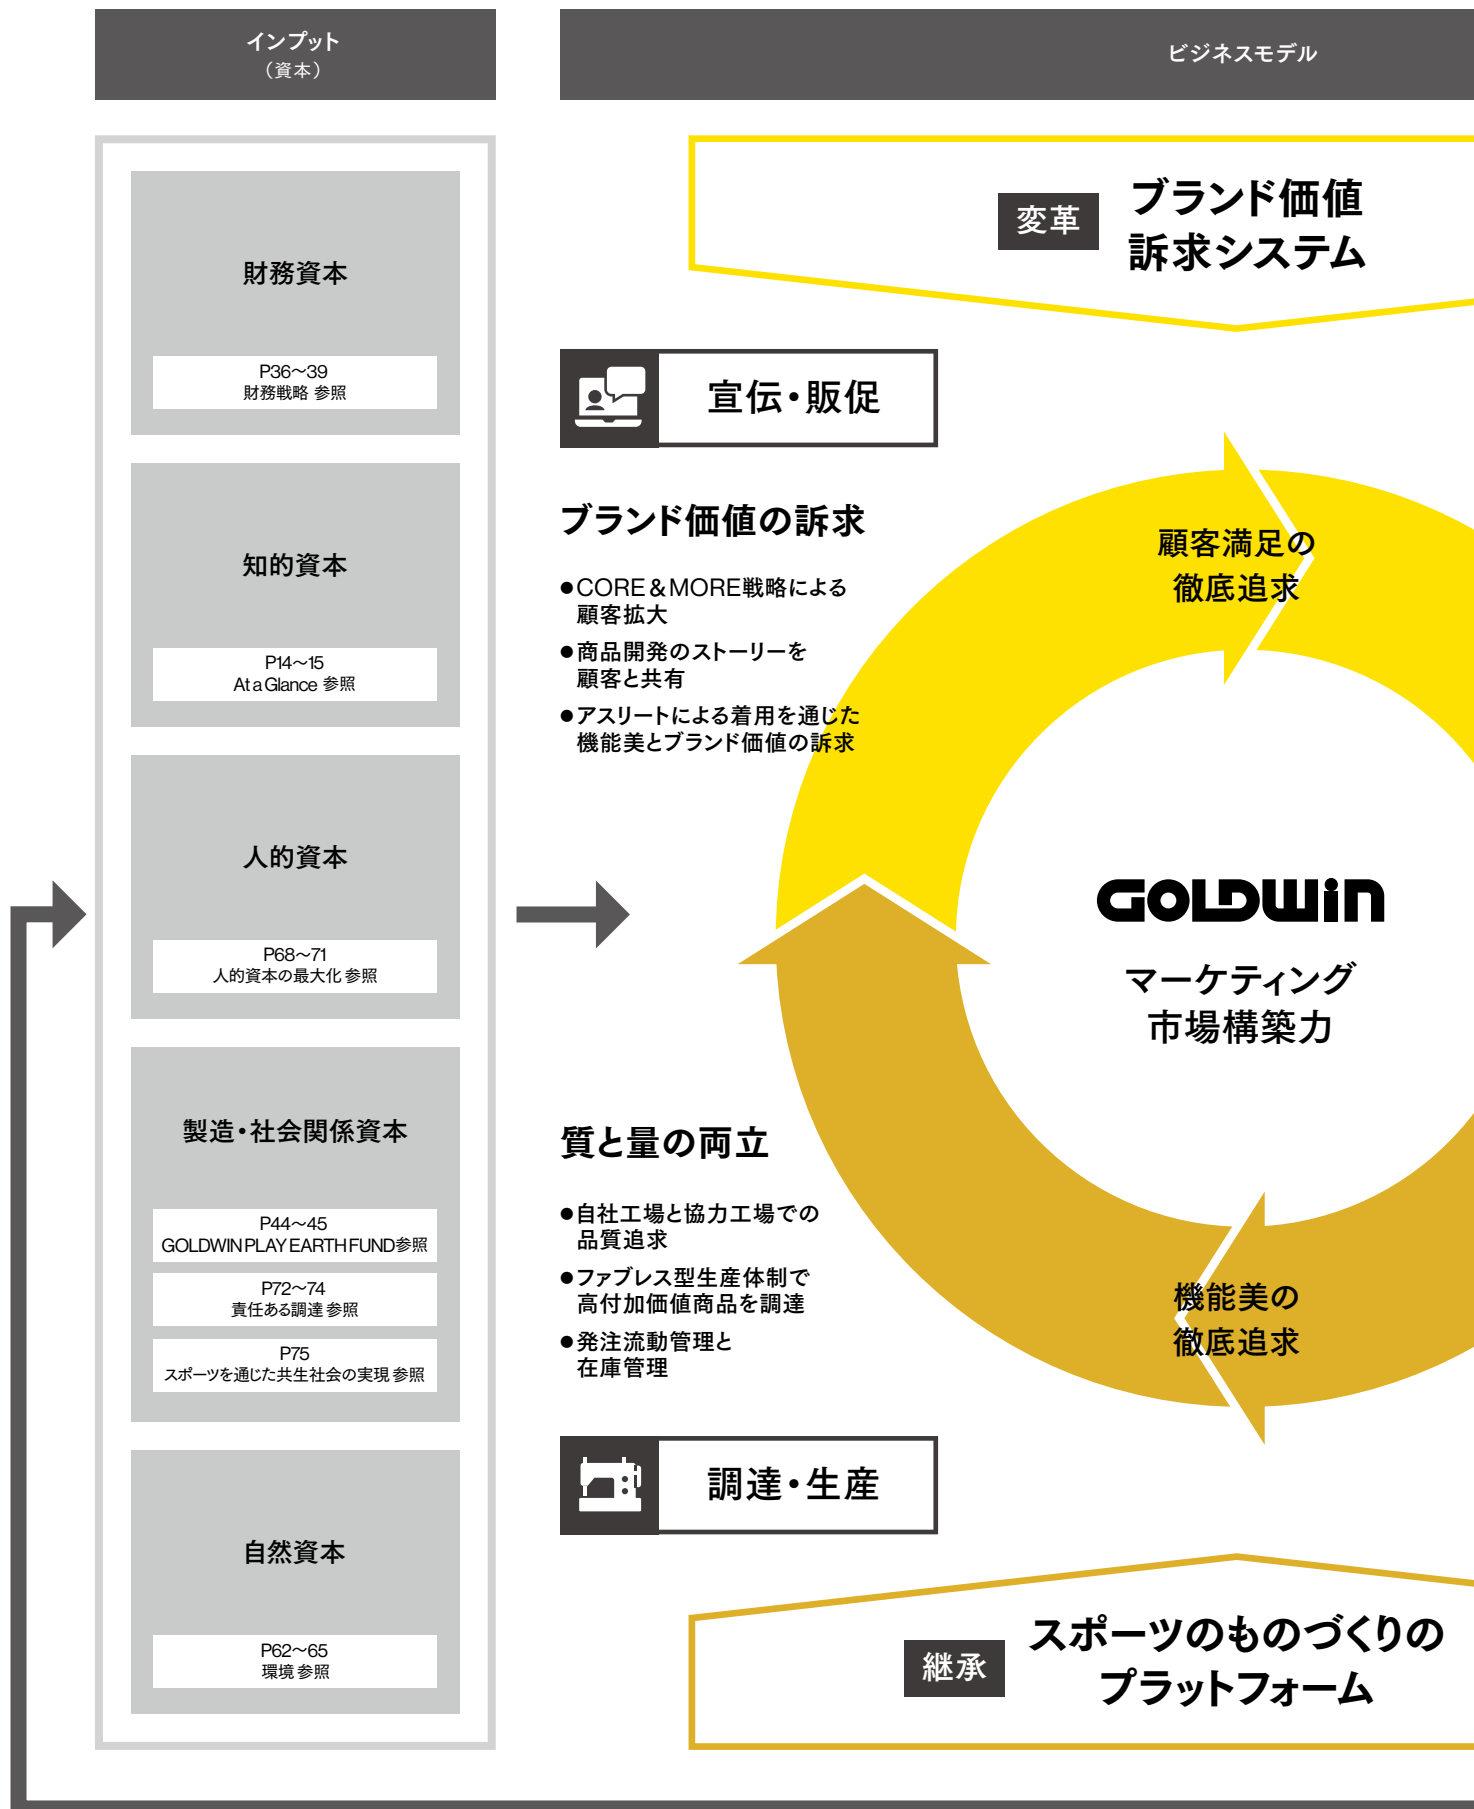 インプット
（資本）
財務資本
P36～39
財務戦略 参照
知的資本
P14～15
At a Glance 参照
人的資本
P68～71
人的資本の最大化 参照
製造・社会関係資本
P44～45
GOLDWIN PLAY EARTH FUND参照
P72～74
責任ある調達 参照
P75
スポーツを通じた共生社会の実現 参照
自然資本
P62～65
環境 参照
ビジネスモデル
変革
ブランド価値
訴求システム
宣伝・販促
ブランド価値の訴求
●CORE＆MORE戦略による
顧客拡大
●商品開発のストーリーを
顧客と共有
●アスリートによる着用を通じた
機能美とブランド価値の訴求
顧客満足の
徹底追求
GOLDWIN
マーケティング
市場構築力
質と量の両立
●自社工場と協力工場での
品質追求
●ファブレス型生産体制で
高付加価値商品を調達
●発注流動管理と
在庫管理
機能美の
徹底追求
調達・生産
継承
スポーツのものづくりの
プラットフォーム